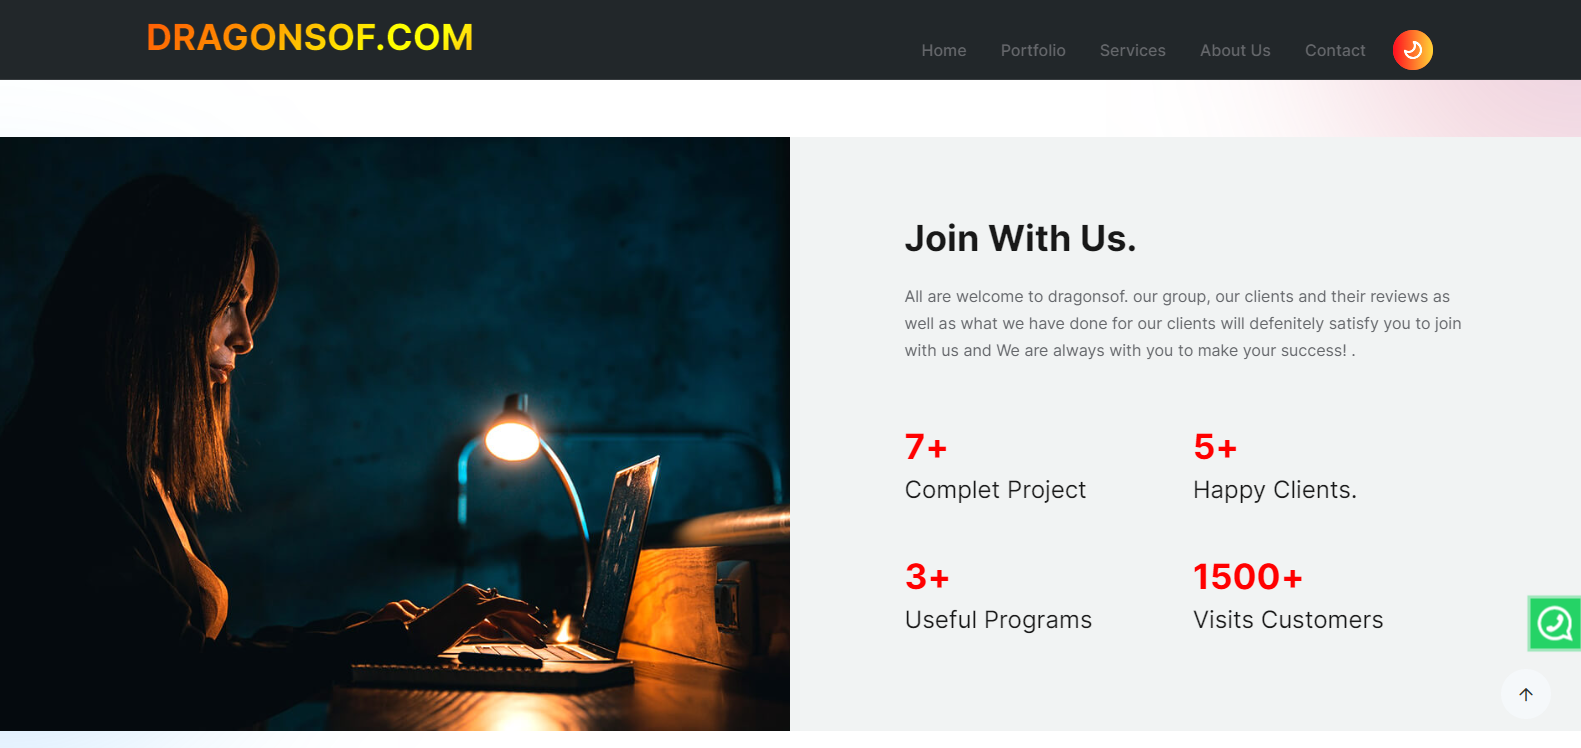 DRAGONSOF.COM
Home Portfolio Services About Us Contact
Join With Us.
All are welcome to dragonsof. our group, our clients and their reviews as
well as what we have done for our clients will defenitely satisfy you to join
with us and We are always with you to make your success! .
7+
Complet Project
5+
Happy Clients.
3+
Useful Programs
1500+
Visits Customers